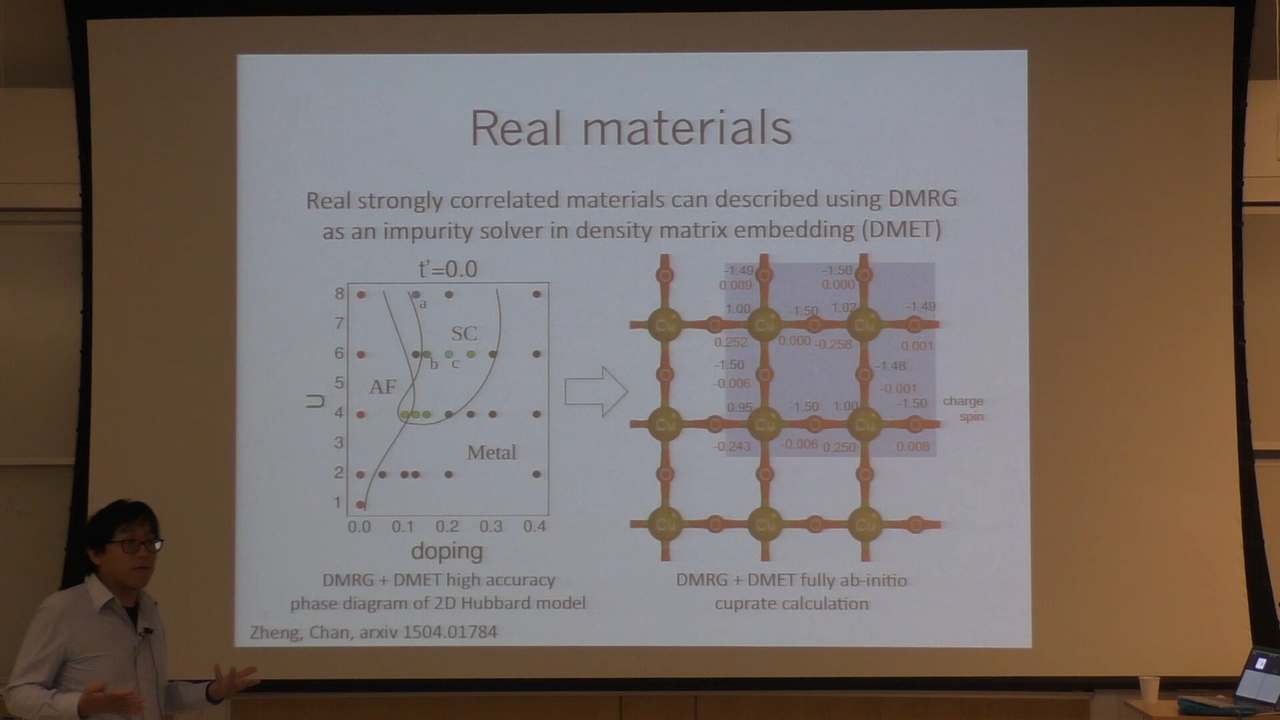 Real materials
Real strongly correlated materials can described using DMRG
as an impurity solver in density matrix embedding (DMET)
t'=0.0
8
7
6
5
4
3
2
1
U
a
SC
b
c
AF
Metal
0.0 0.1 0.2 0.3 0.4
doping
DMRG + DMET high accuracy
phase diagram of 2D Hubbard model
-1.49 -1.50
0.009 0.000
1.00 -1.50 1.02 -1.49
Cu Cu Cu
0.252 0.000 -0.258 0.001
-1.50 -1.48
-0.006 -0.001
0.95 -1.50 1.00 -1.50 charge
spin
Cu Cu Cu
-0.243 -0.006 0.250 0.008
Cu Cu Cu
DMRG + DMET fully ab-initio
cuprate calculation
Zheng, Chan, arxiv 1504.01784